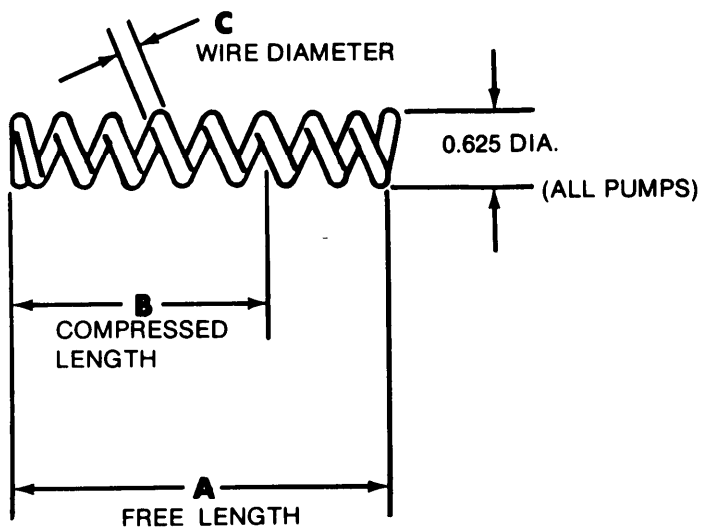 C
WIRE DIAMETER
0.625 DIA.
(ALL PUMPS)
B
COMPRESSED
LENGTH
A
FREE LENGTH